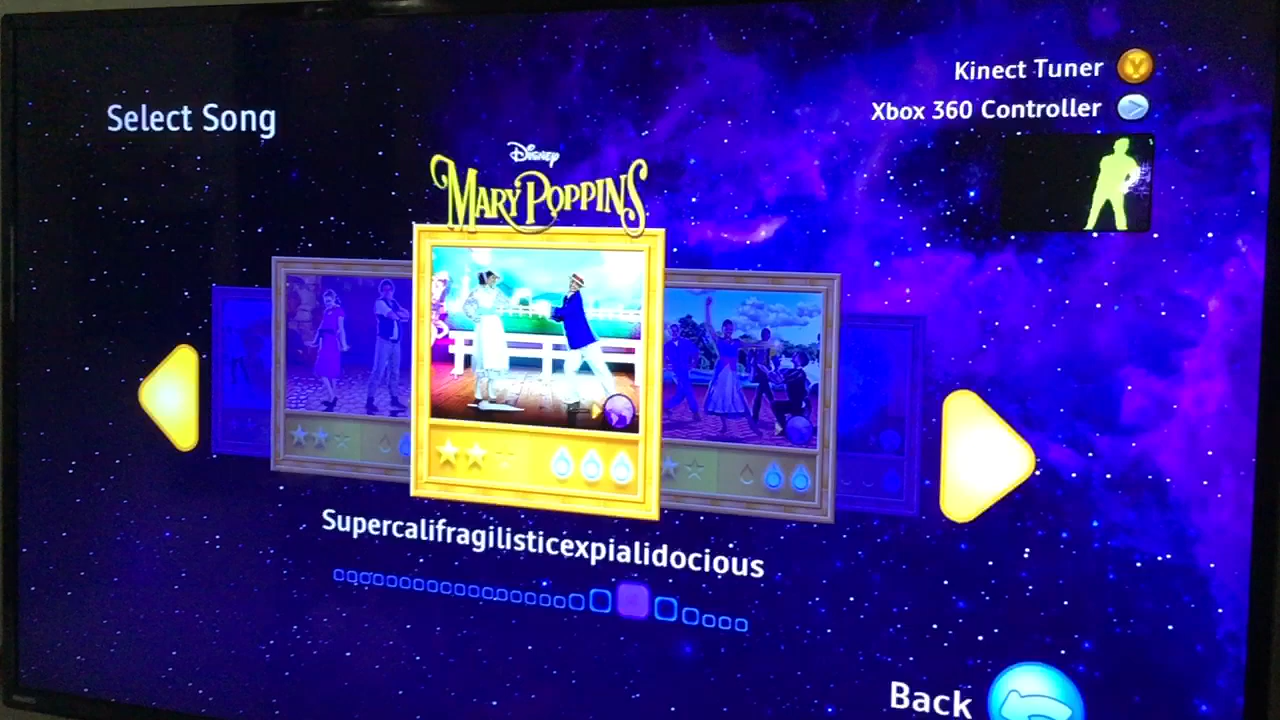 Kinect Tuner Y
Xbox 360 Controller
Select Song
Disney
MARY POPPINS
Supercalifragilisticexpialidocious
Back